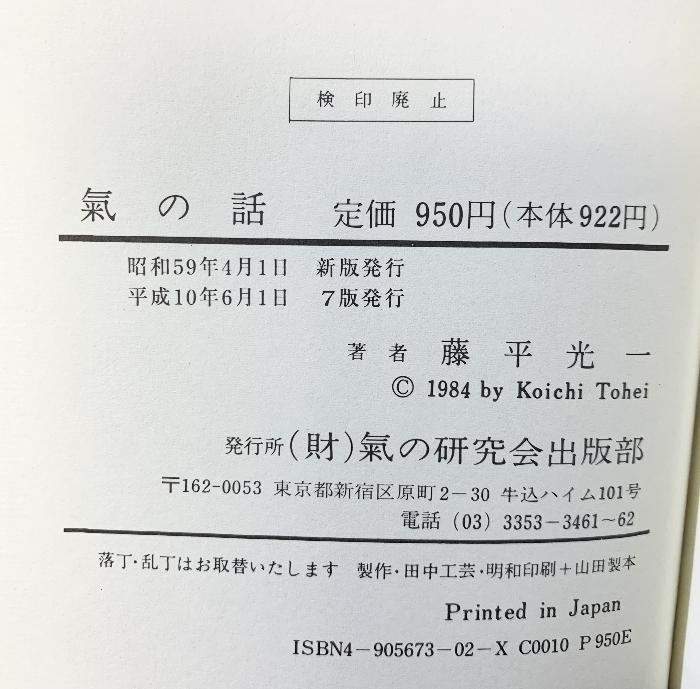 検印廃止
氣の話 定価 950円(本体922円)
昭和59年4月1日 新版発行
平成10年6月1日 7版発行
著者 藤平光一
© 1984 by Koichi Tohei
発行所(財)氣の研究会出版部
〒162-0053 東京都新宿区原町2-30 牛込ハイム101号
電話 (03) 3353-3461~62
落丁・乱丁はお取替いたします 製作・田中工芸・明和印刷+山田製本
Printed in Japan
ISBN4-905673-02-X C0010 P950E